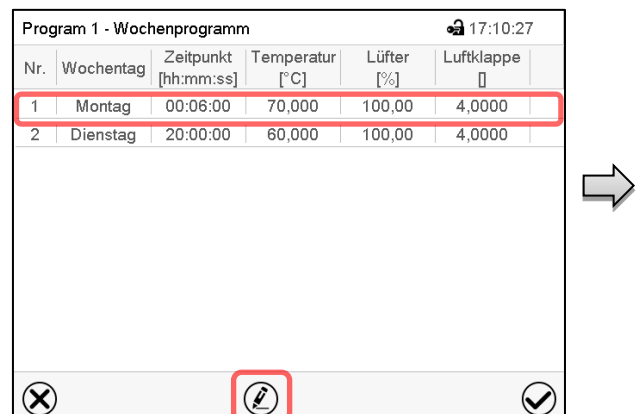 Program 1 - Wochenprogramm 17:10:27
Nr. Wochentag Zeitpunkt [hh:mm:ss] Temperatur [°C] Lüfter [%] Luftklappe []
1 Montag 00:06:00 70,000 100,00 4,0000
2 Dienstag 20:00:00 60,000 100,00 4,0000